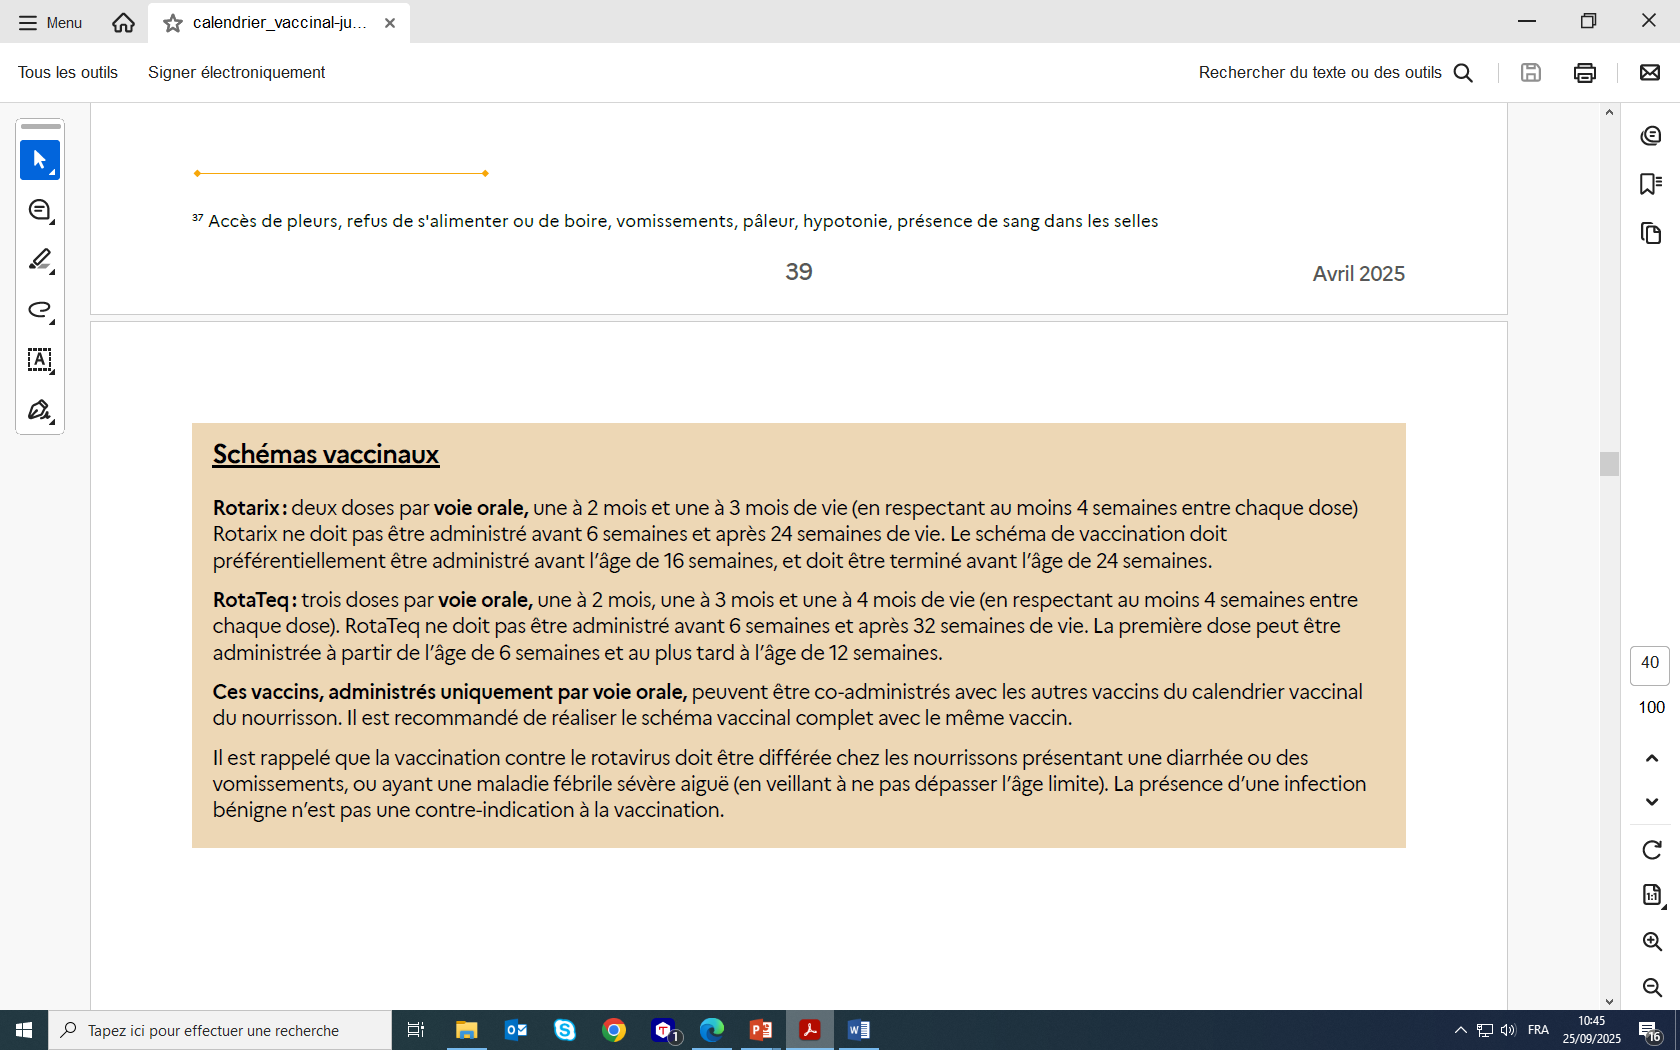 Menu
calendrier_vaccinal-ju...
Tous les outils
Signer électroniquement
Rechercher du texte ou des outils
³⁷ Accès de pleurs, refus de s'alimenter ou de boire, vomissements, pâleur, hypotonie, présence de sang dans les selles
39
Avril 2025
Schémas vaccinaux
Rotarix : deux doses par voie orale, une à 2 mois et une à 3 mois de vie (en respectant au moins 4 semaines entre chaque dose)
Rotarix ne doit pas être administré avant 6 semaines et après 24 semaines de vie. Le schéma de vaccination doit
préférentiellement être administré avant l’âge de 16 semaines, et doit être terminé avant l’âge de 24 semaines.
RotaTeq : trois doses par voie orale, une à 2 mois, une à 3 mois et une à 4 mois de vie (en respectant au moins 4 semaines entre
chaque dose). RotaTeq ne doit pas être administré avant 6 semaines et après 32 semaines de vie. La première dose peut être
administrée à partir de l’âge de 6 semaines et au plus tard à l’âge de 12 semaines.
Ces vaccins, administrés uniquement par voie orale, peuvent être co-administrés avec les autres vaccins du calendrier vaccinal
du nourrisson. Il est recommandé de réaliser le schéma vaccinal complet avec le même vaccin.
Il est rappelé que la vaccination contre le rotavirus doit être différée chez les nourrissons présentant une diarrhée ou des
vomissements, ou ayant une maladie fébrile sévère aiguë (en veillant à ne pas dépasser l’âge limite). La présence d’une infection
bénigne n’est pas une contre-indication à la vaccination.
40
100
1:1
Tapez ici pour effectuer une recherche
1
FRA
10:45
25/09/2025
16